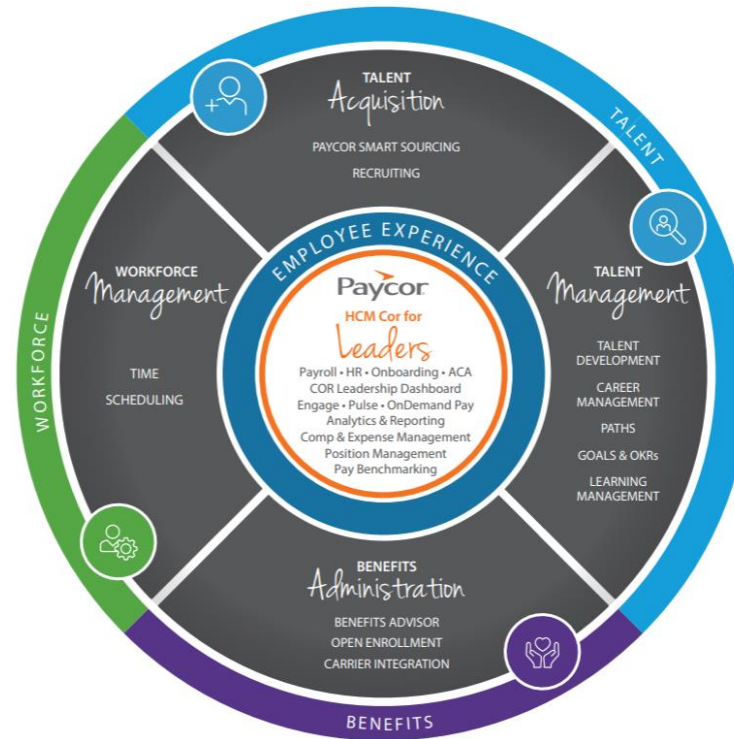 TALENT
Acquisition
PAYCOR SMART SOURCING
RECRUITING
TALENT
EMPLOYEE EXPERIENCE
WORKFORCE
Management
TIME
SCHEDULING
WORKFORCE
Paycor
HCM Cor for
Leaders
Payroll • HR • Onboarding • ACA
COR Leadership Dashboard
Engage • Pulse • OnDemand Pay
Analytics & Reporting
Comp & Expense Management
Position Management
Pay Benchmarking
TALENT
Management
TALENT
DEVELOPMENT
CAREER
MANAGEMENT
PATHS
GOALS & OKRs
LEARNING
MANAGEMENT
BENEFITS
Administration
BENEFITS ADVISOR
OPEN ENROLLMENT
CARRIER INTEGRATION
BENEFITS